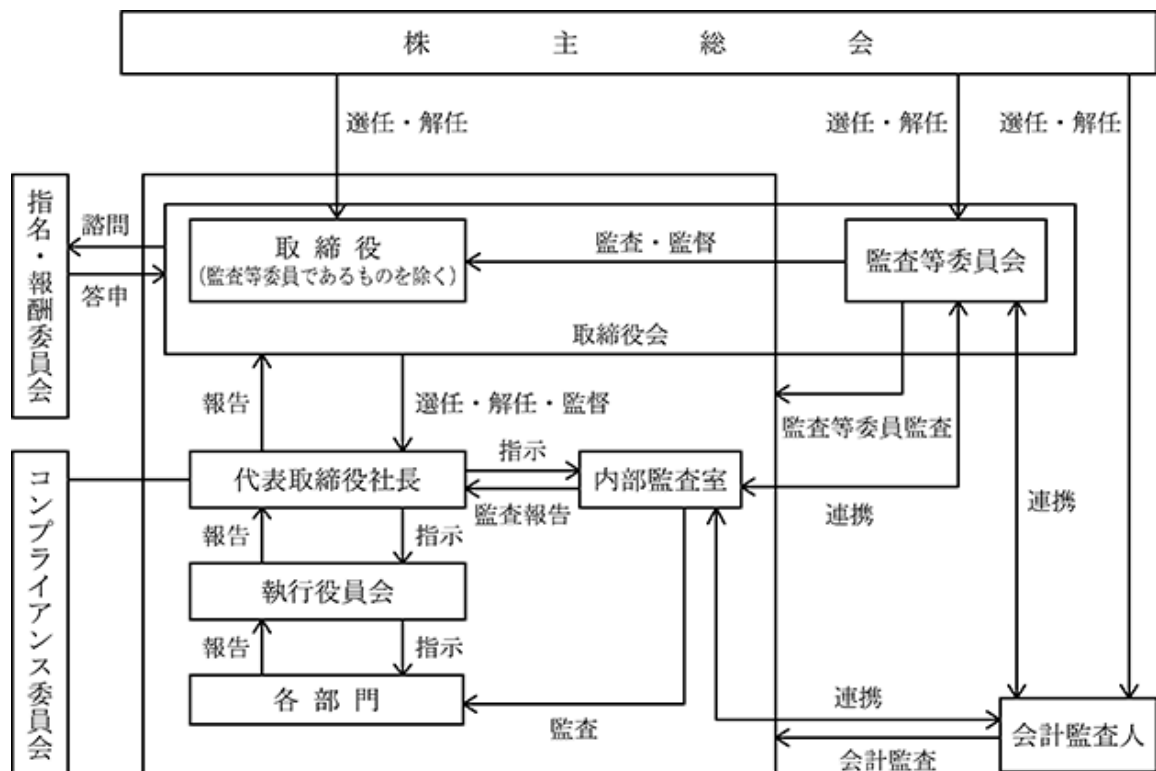 株主総会
選任・解任
選任・解任
選任・解任
指名・報酬委員会
諮問
答申
取締役
(監査等委員であるものを除く)
監査・監督
監査等委員会
取締役会
報告
選任・解任・監督
監査等委員監査
コンプライアンス委員会
代表取締役社長
指示
監査報告
内部監査室
連携
連携
報告
指示
執行役員会
報告
指示
各部門
監査
連携
会計監査
会計監査人